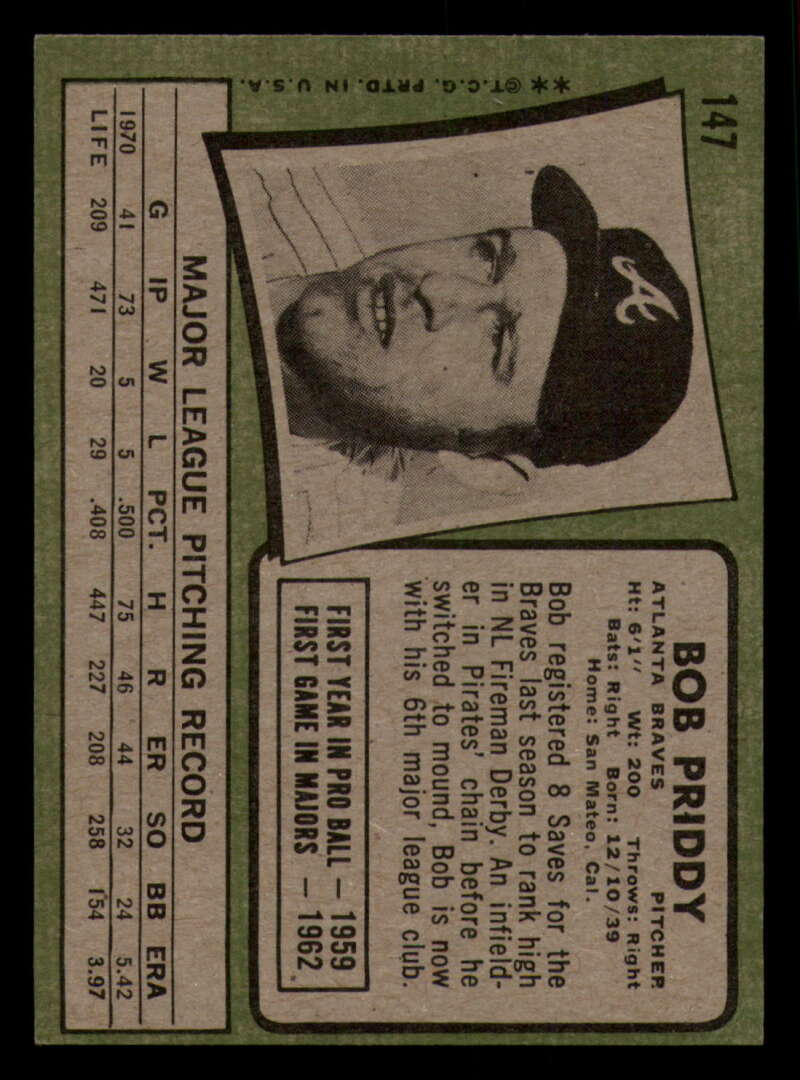 147
**©T.C.G. PRTD. IN U.S.A.
A
BOB PRIDDY
ATLANTA BRAVES PITCHER
Ht: 6'1" Wt: 200 Throws: Right
Bats: Right Born: 12/10/39
Home: San Mateo, Cal.
Bob registered 8 Saves for the
Braves last season to rank high
in NL Fireman Derby. An infield-
er in Pirates' chain before he
switched to mound, Bob is now
with his 6th major league club.
FIRST YEAR IN PRO BALL — 1959
FIRST GAME IN MAJORS — 1962
MAJOR LEAGUE PITCHING RECORD
G IP W L PCT. H R ER SO BB ERA
1970 41 73 5 5 .500 75 46 44 32 24 5.42
LIFE 209 471 20 29 .408 447 227 208 258 154 3.97